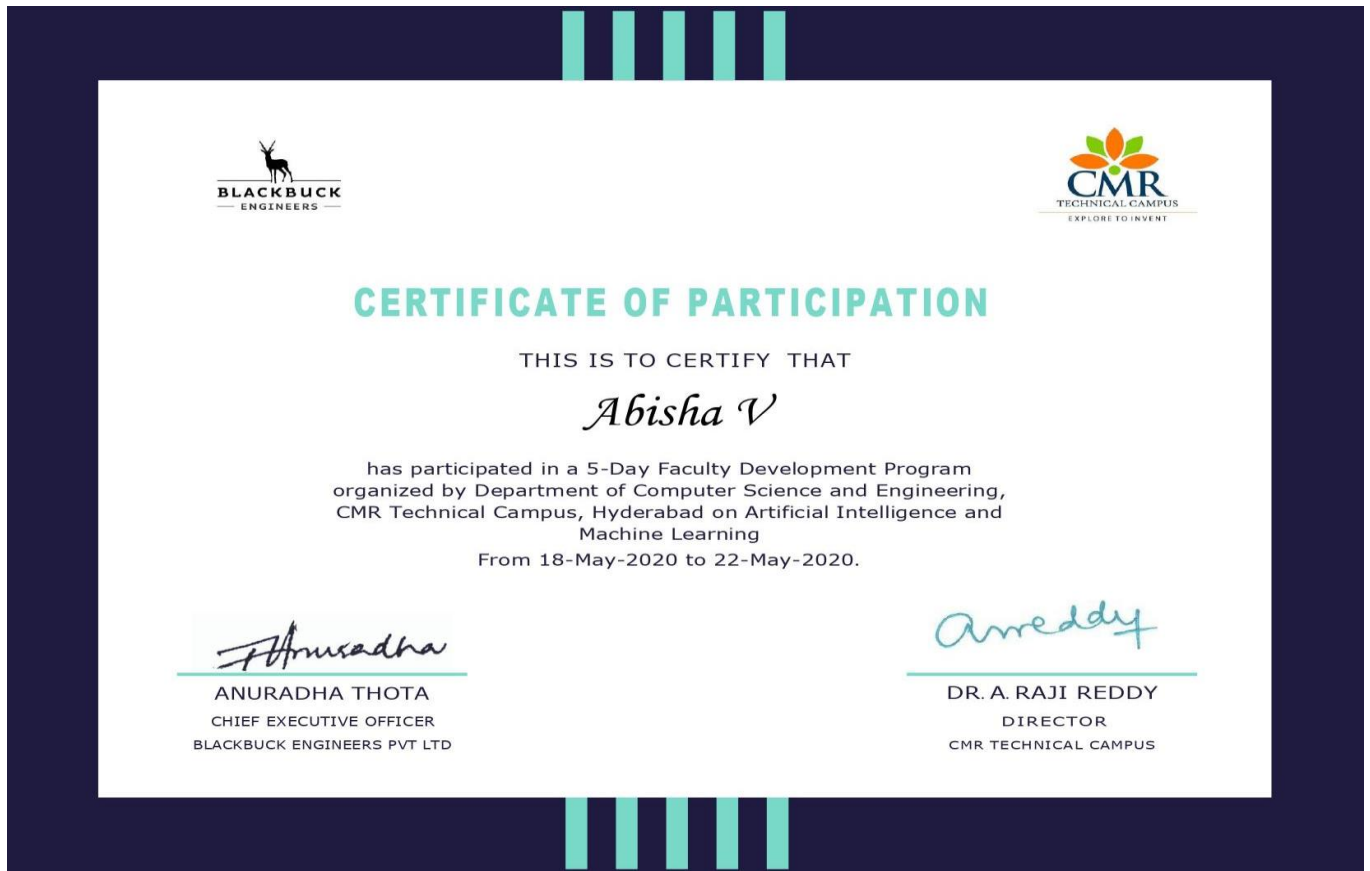 BLACKBUCK
ENGINEERS
CMR
TECHNICAL CAMPUS
EXPLORE TO INVENT
CERTIFICATE OF PARTICIPATION
THIS IS TO CERTIFY THAT
Abisha V
has participated in a 5-Day Faculty Development Program
organized by Department of Computer Science and Engineering,
CMR Technical Campus, Hyderabad on Artificial Intelligence and
Machine Learning
From 18-May-2020 to 22-May-2020.
TAnuradha
ANURADHA THOTA
CHIEF EXECUTIVE OFFICER
BLACKBUCK ENGINEERS PVT LTD
DR. A. RAJI REDDY
DIRECTOR
CMR TECHNICAL CAMPUS